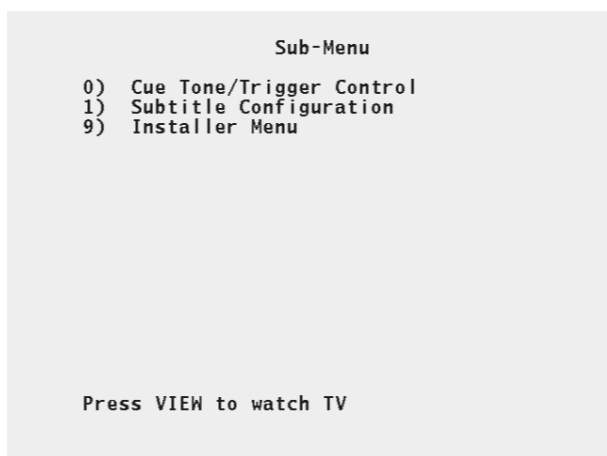 Sub-Menu
0) Cue Tone/Trigger Control
1) Subtitle Configuration
9) Installer Menu
Press VIEW to watch TV